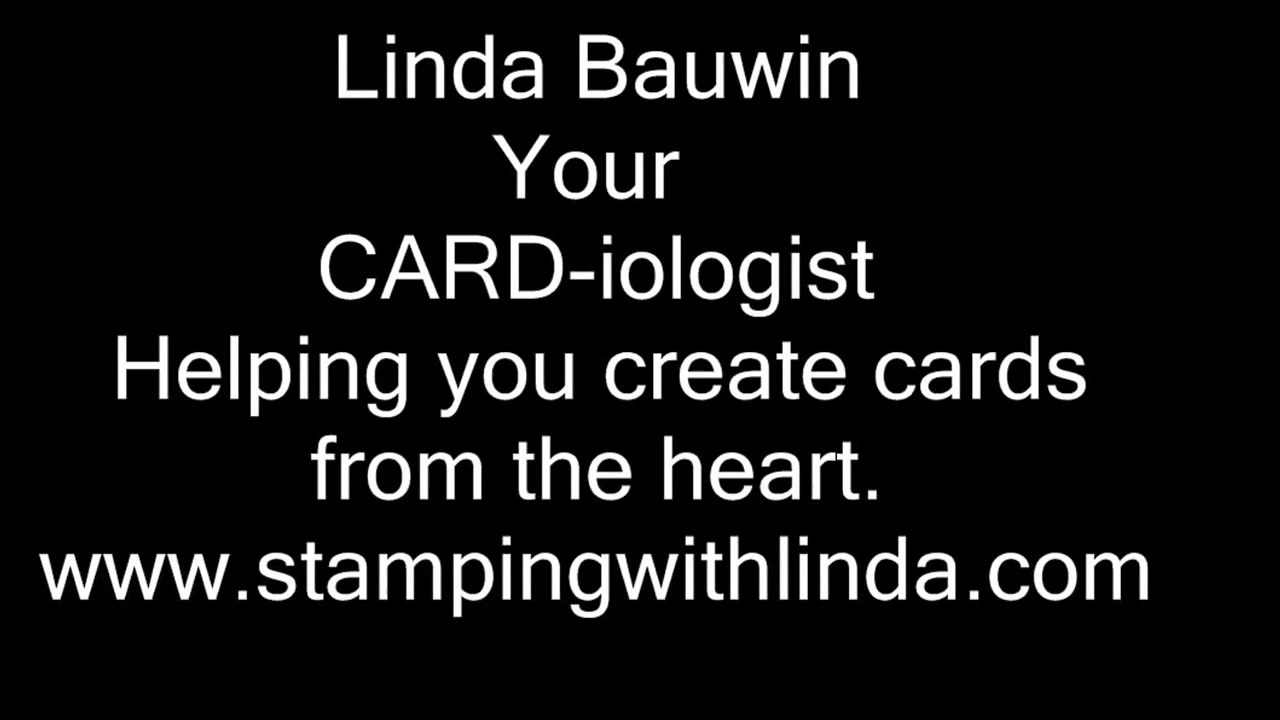 Linda Bauwin
Your
CARD-iologist
Helping you create cards
from the heart.
www.stampingwithlinda.com